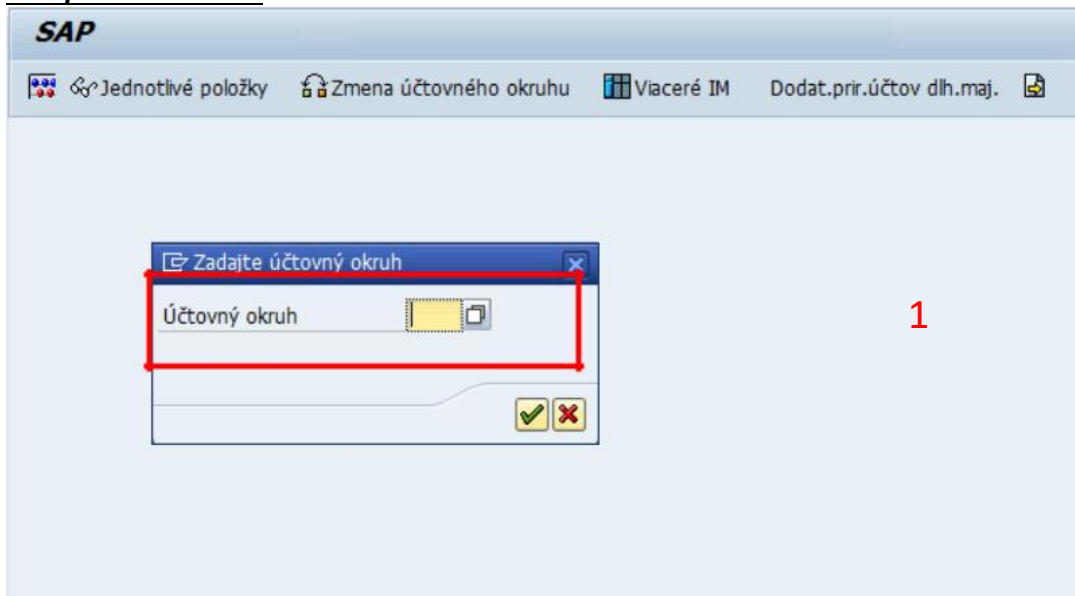 SAP
Jednotlivé položky Zmena účtovného okruhu Viaceré IM Dodat.prir.účtov dlh.maj.
Zadajte účtovný okruh
Účtovný okruh
1